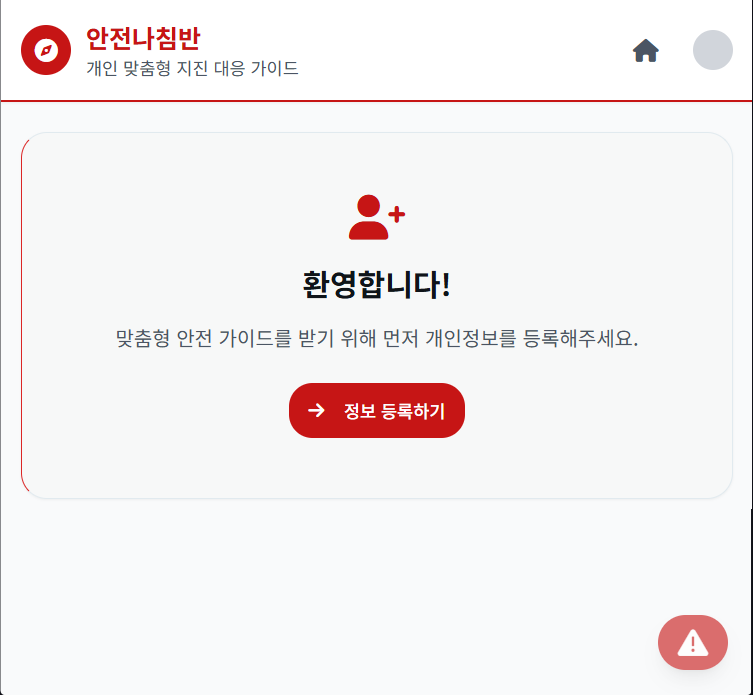 안전나침반
개인 맞춤형 지진 대응 가이드
환영합니다!
맞춤형 안전 가이드를 받기 위해 먼저 개인정보를 등록해주세요.
정보 등록하기